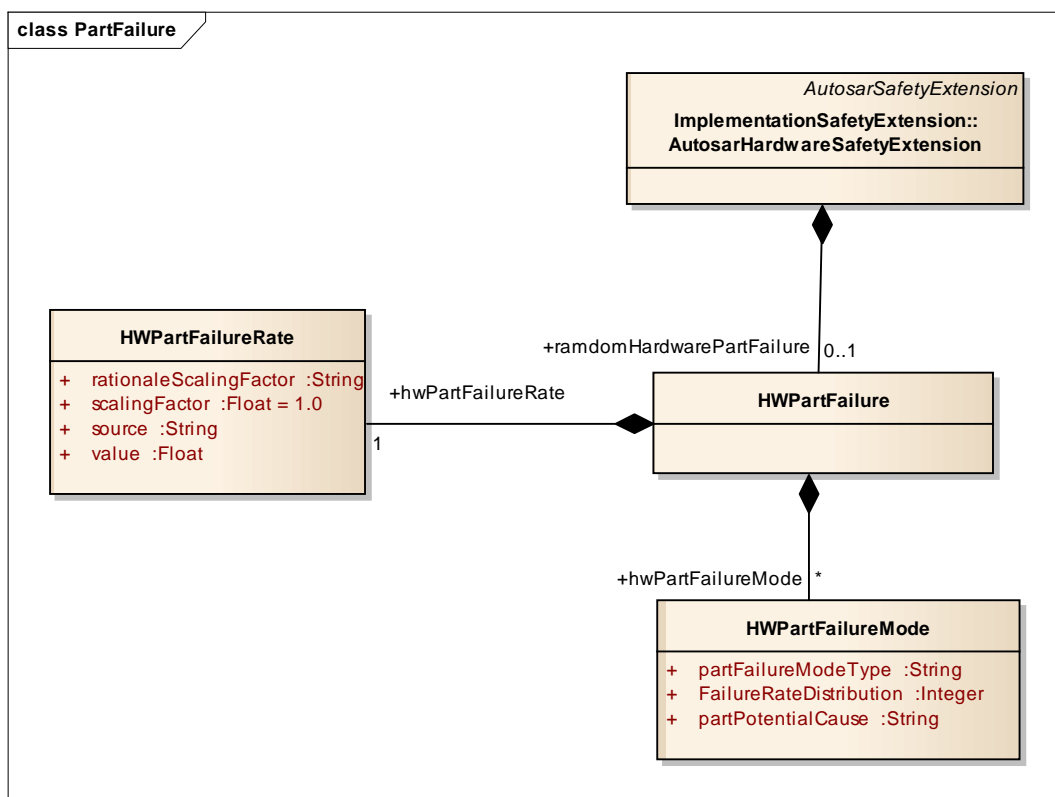 class PartFailure
AutosarSafetyExtension
ImplementationSafetyExtension::
AutosarHardwareSafetyExtension
+ramdomHardwarePartFailure
0..1
HWPartFailureRate
+ rationaleScalingFactor :String
+ scalingFactor :Float = 1.0
+ source :String
+ value :Float
+hwPartFailureRate
1
HWPartFailure
+hwPartFailureMode
*
HWPartFailureMode
+ partFailureModeType :String
+ FailureRateDistribution :Integer
+ partPotentialCause :String